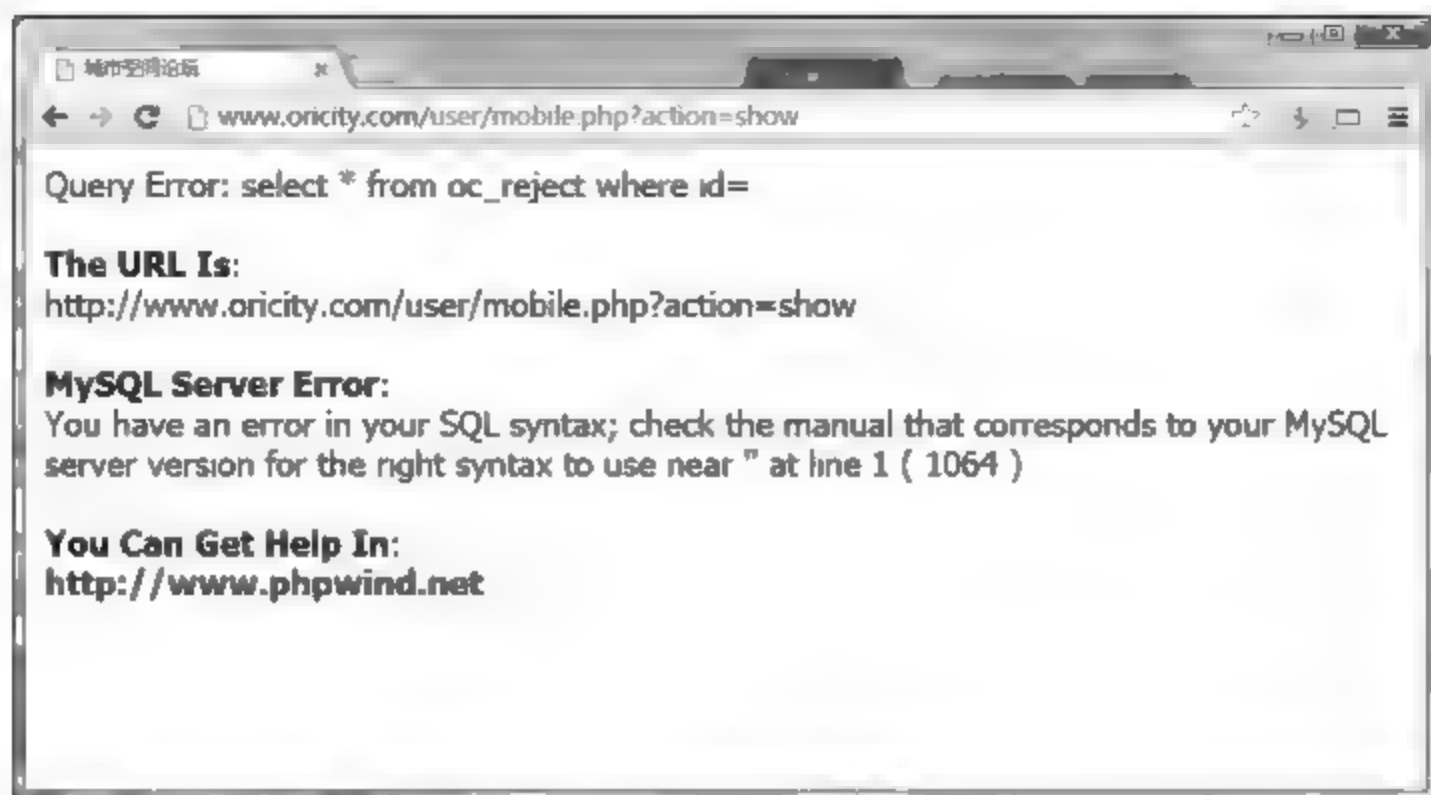 城市空间论坛
www.oricity.com/user/mobile.php?action=show
Query Error: select * from oc_reject where id=
The URL Is:
http://www.oricity.com/user/mobile.php?action=show
MySQL Server Error:
You have an error in your SQL syntax; check the manual that corresponds to your MySQL
server version for the right syntax to use near '' at line 1 ( 1064 )
You Can Get Help In:
http://www.phpwind.net